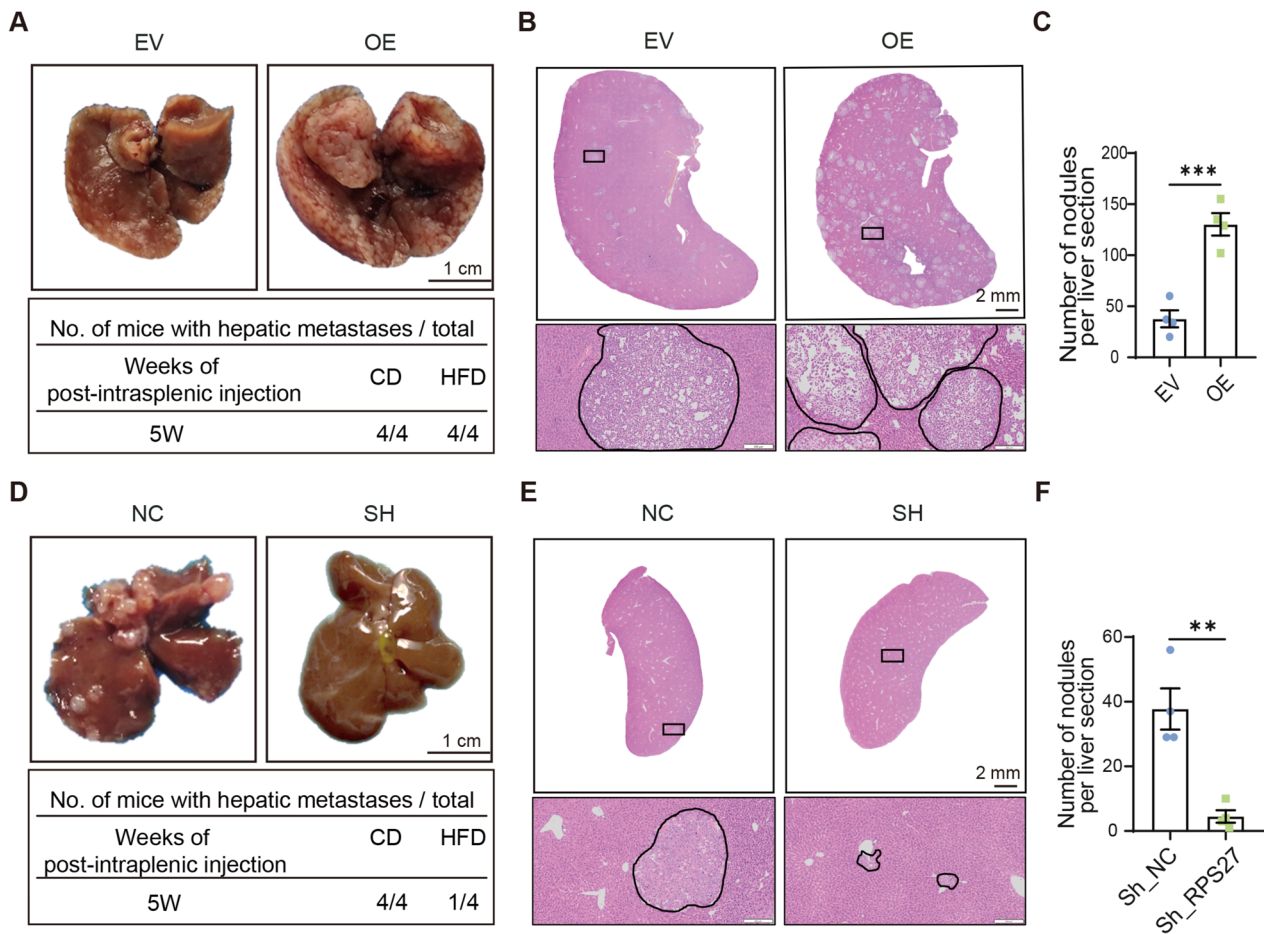 A
EV
OE
1 cm
No. of mice with hepatic metastases / total
Weeks of
post-intrasplenic injection
CD
HFD
5W
4/4
4/4
B
EV
OE
2 mm
C
Number of nodules
per liver section
200
150
100
50
0
***
EV
OE
D
NC
SH
1 cm
No. of mice with hepatic metastases / total
Weeks of
post-intraplenic injection
CD
HFD
5W
4/4
1/4
E
NC
SH
2 mm
F
Number of nodules
per liver section
60
40
20
0
**
Sh_NC
Sh_RPS27